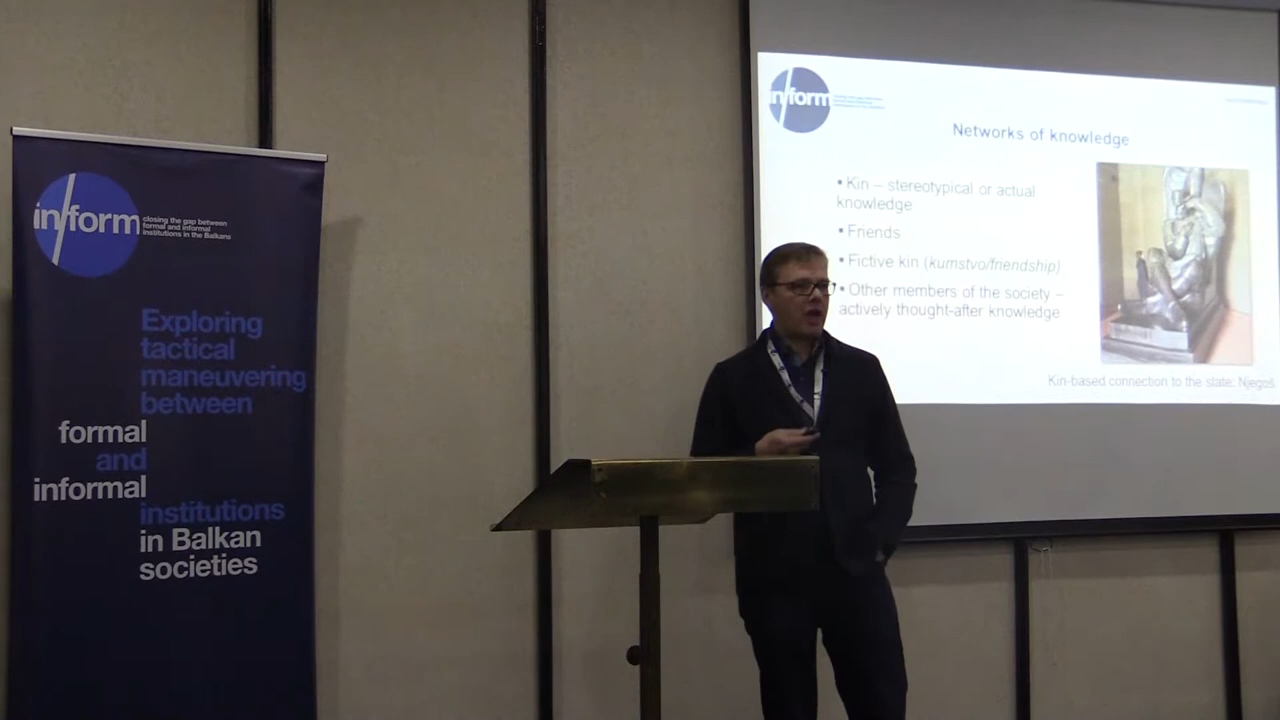 in/form
closing the gap between
formal and informal
institutions in the Balkans
Exploring
tactical
maneuvering
between
formal
and
informal
institutions
in Balkan
societies
in/form
Networks of knowledge
▪ Kin – stereotypical or actual
knowledge
▪ Friends
▪ Fictive kin (kumstvo/friendship)
▪ Other members of the society –
actively thought-after knowledge
Kin-based connection to the state: Njegoš